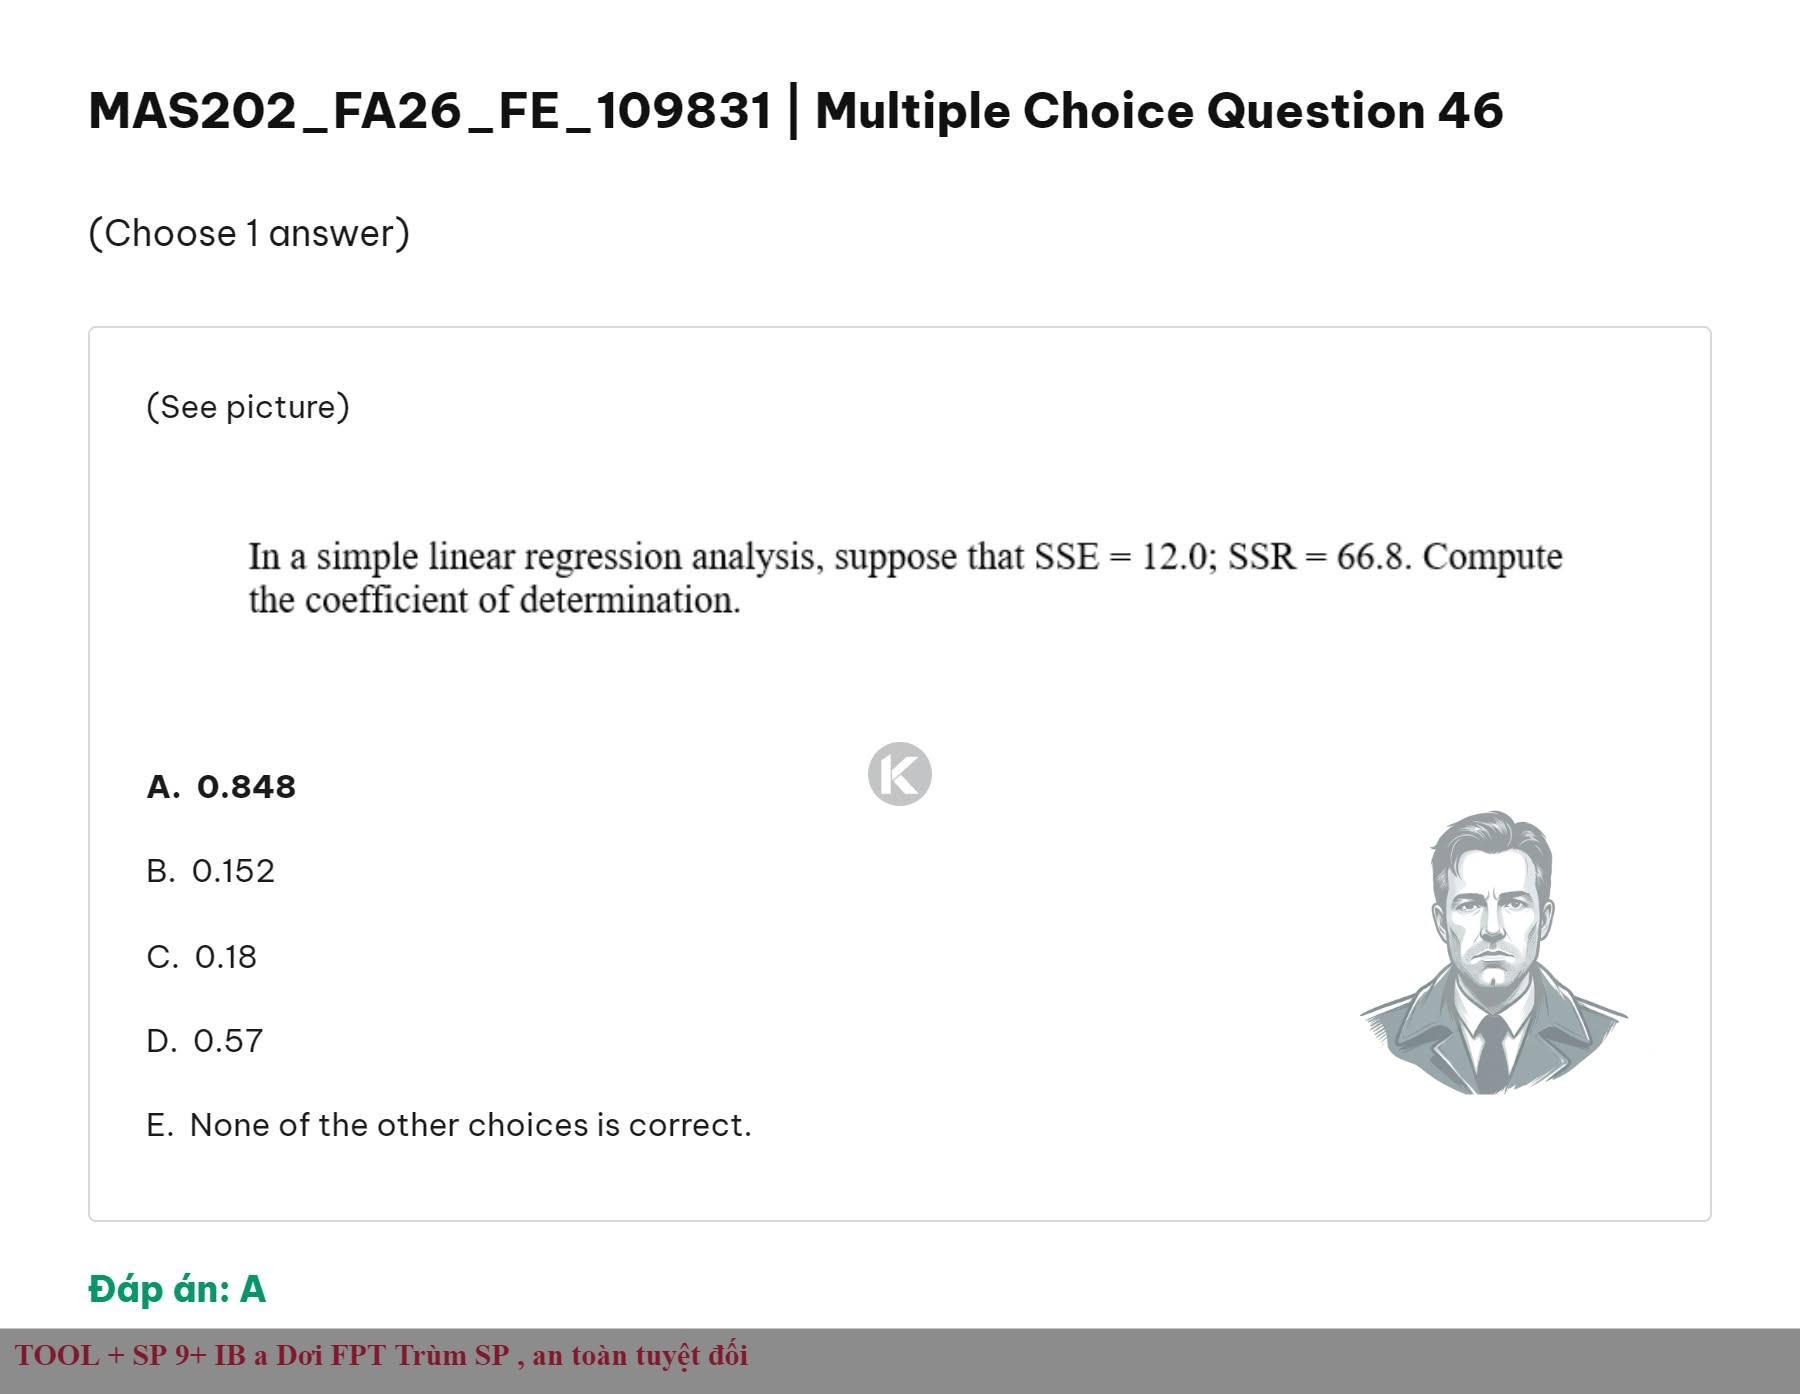 MAS202_FA26_FE_109831 | Multiple Choice Question 46
(Choose 1 answer)
(See picture)
In a simple linear regression analysis, suppose that SSE = 12.0; SSR = 66.8. Compute
the coefficient of determination.
A. 0.848
B. 0.152
C. 0.18
D. 0.57
E. None of the other choices is correct.
K
Đáp án: A
TOOL + SP 9+ IB a Dơi FPT Trùm SP , an toàn tuyệt đối